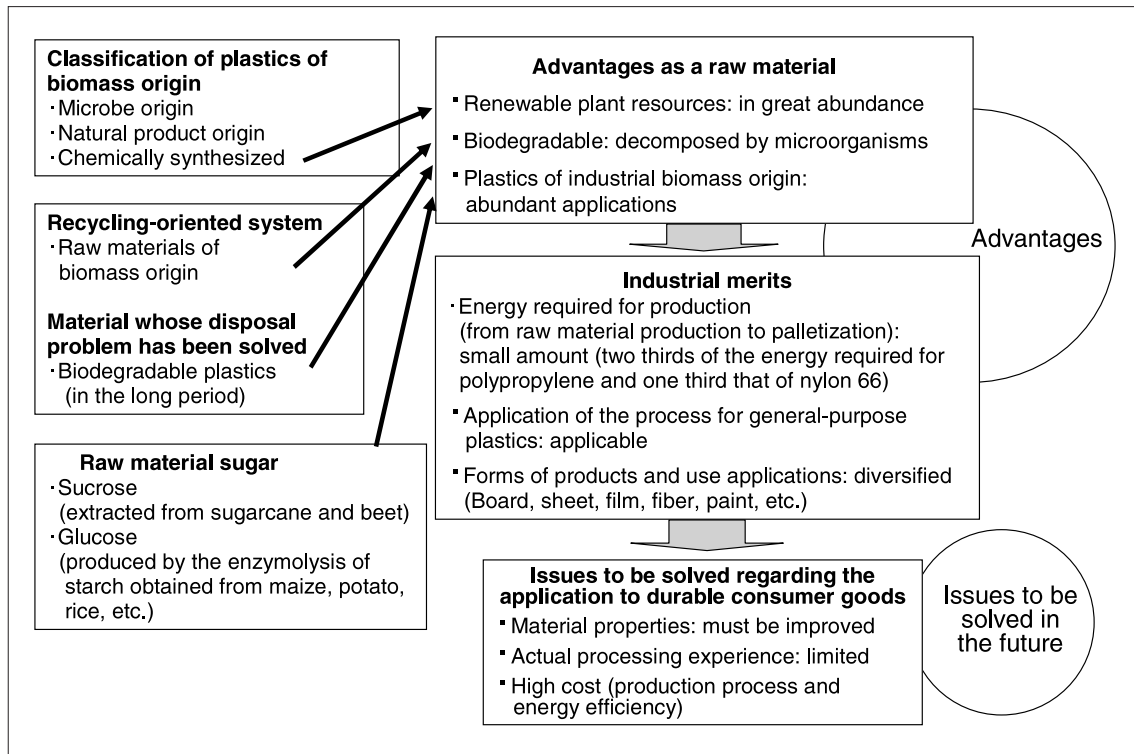 Classification of plastics of
biomass origin
· Microbe origin
· Natural product origin
· Chemically synthesized
Recycling-oriented system
· Raw materials of
biomass origin
Material whose disposal
problem has been solved
· Biodegradable plastics
(in the long period)
Raw material sugar
· Sucrose
(extracted from sugarcane and beet)
· Glucose
(produced by the enzymolysis of
starch obtained from maize, potato,
rice, etc.)
Advantages as a raw material
▪ Renewable plant resources: in great abundance
▪ Biodegradable: decomposed by microorganisms
▪ Plastics of industrial biomass origin:
abundant applications
Advantages
Industrial merits
· Energy required for production
(from raw material production to palletization):
small amount (two thirds of the energy required for
polypropylene and one third that of nylon 66)
▪ Application of the process for general-purpose
plastics: applicable
▪ Forms of products and use applications: diversified
(Board, sheet, film, fiber, paint, etc.)
Issues to be solved regarding the
application to durable consumer goods
▪ Material properties: must be improved
▪ Actual processing experience: limited
▪ High cost (production process and
energy efficiency)
Issues to be
solved in
the future